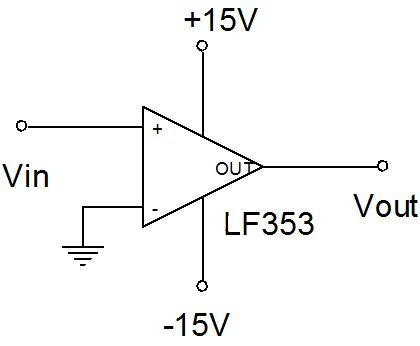 +15V
+
Vin
OUT
Vout
-
LF353
-15V